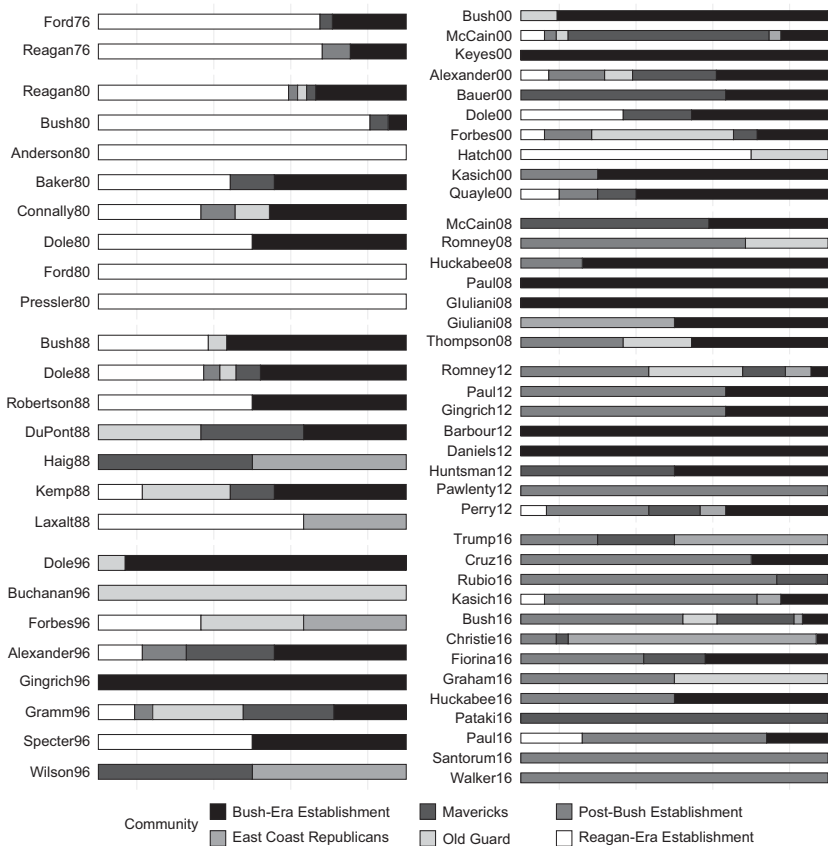 Ford76
Reagan76
Reagan80
Bush80
Anderson80
Baker80
Connally80
Dole80
Ford80
Pressler80
Bush88
Dole88
Robertson88
DuPont88
Haig88
Kemp88
Laxalt88
Dole96
Buchanan96
Forbes96
Alexander96
Gingrich96
Gramm96
Specter96
Wilson96
Bush00
McCain00
Keyes00
Alexander00
Bauer00
Dole00
Forbes00
Hatch00
Kasich00
Quayle00
McCain08
Romney08
Huckabee08
Paul08
GIuliani08
Giuliani08
Thompson08
Romney12
Paul12
Gingrich12
Barbour12
Daniels12
Huntsman12
Pawlenty12
Perry12
Trump16
Cruz16
Rubio16
Kasich16
Bush16
Christie16
Fiorina16
Graham16
Huckabee16
Pataki16
Paul16
Santorum16
Walker16
Community
Bush-Era Establishment
Mavericks
Post-Bush Establishment
East Coast Republicans
Old Guard
Reagan-Era Establishment